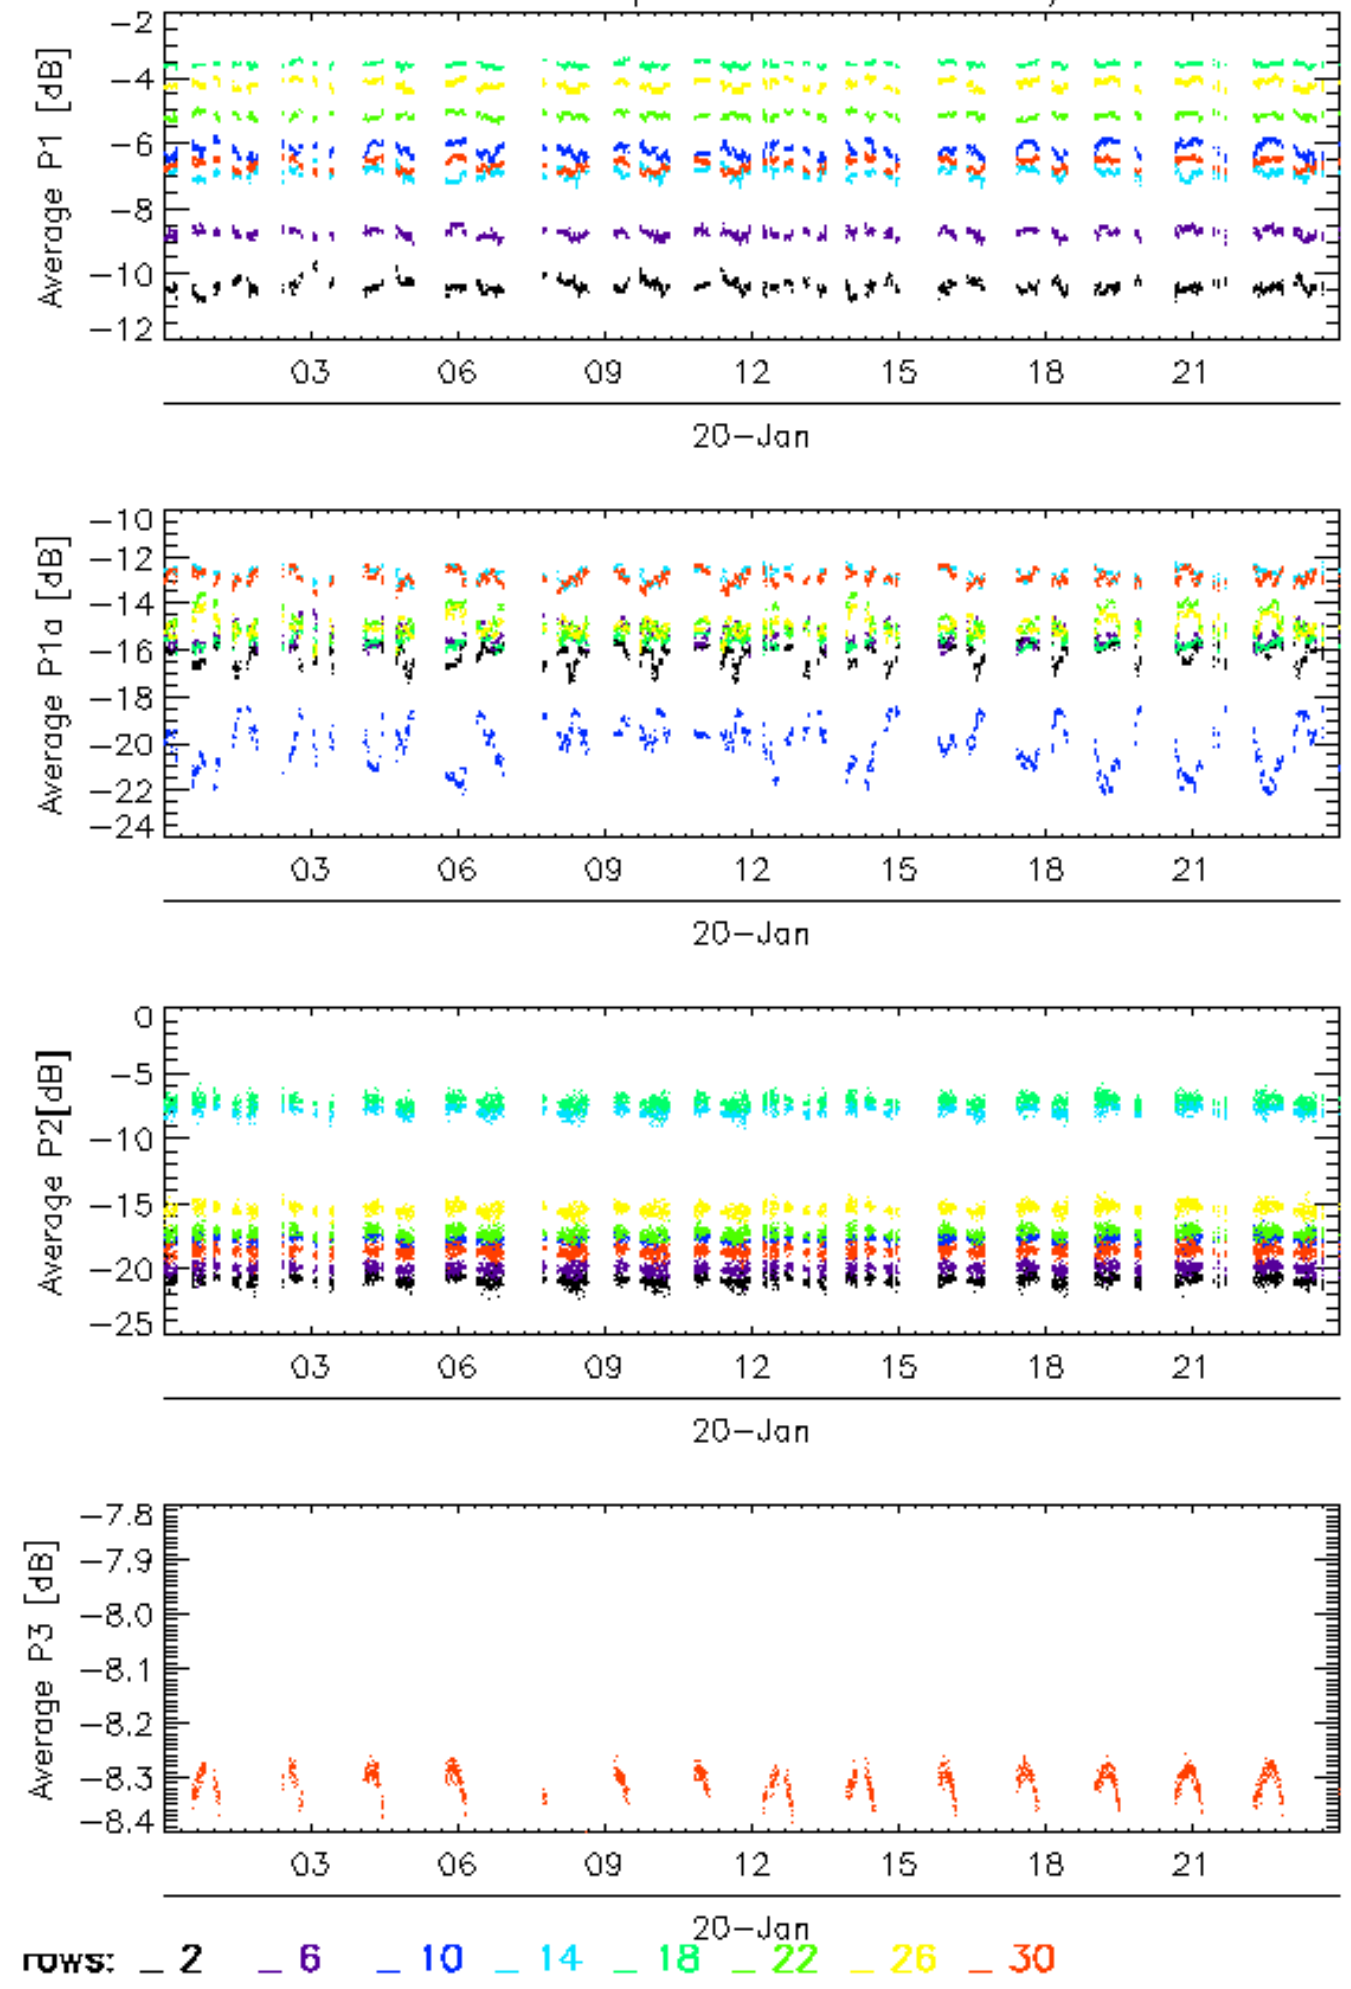 -2
-4
-6
-8
-10
-12
Average P1 [dB]
03 06 09 12 15 18 21
20-Jan
-10
-12
-14
-16
-18
-20
-22
-24
Average P1a [dB]
03 06 09 12 15 18 21
20-Jan
0
-5
-10
-15
-20
-25
Average P2[dB]
03 06 09 12 15 18 21
20-Jan
-7.8
-7.9
-8.0
-8.1
-8.2
-8.3
-8.4
Average P3 [dB]
03 06 09 12 15 18 21
20-Jan
rows: _ 2 _ 6 _ 10 _ 14 _ 18 _ 22 _ 26 _ 30